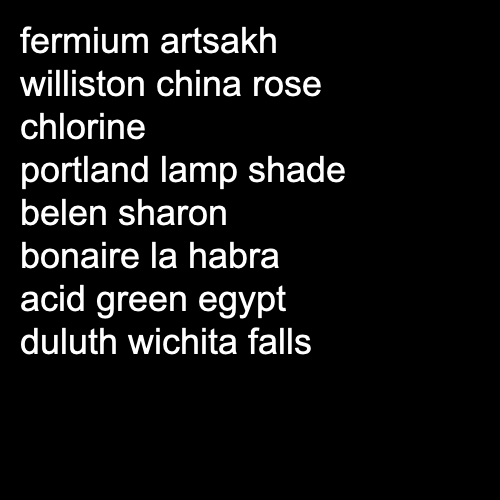 fermium artsakh
williston china rose
chlorine
portland lamp shade
belen sharon
bonaire la habra
acid green egypt
duluth wichita falls